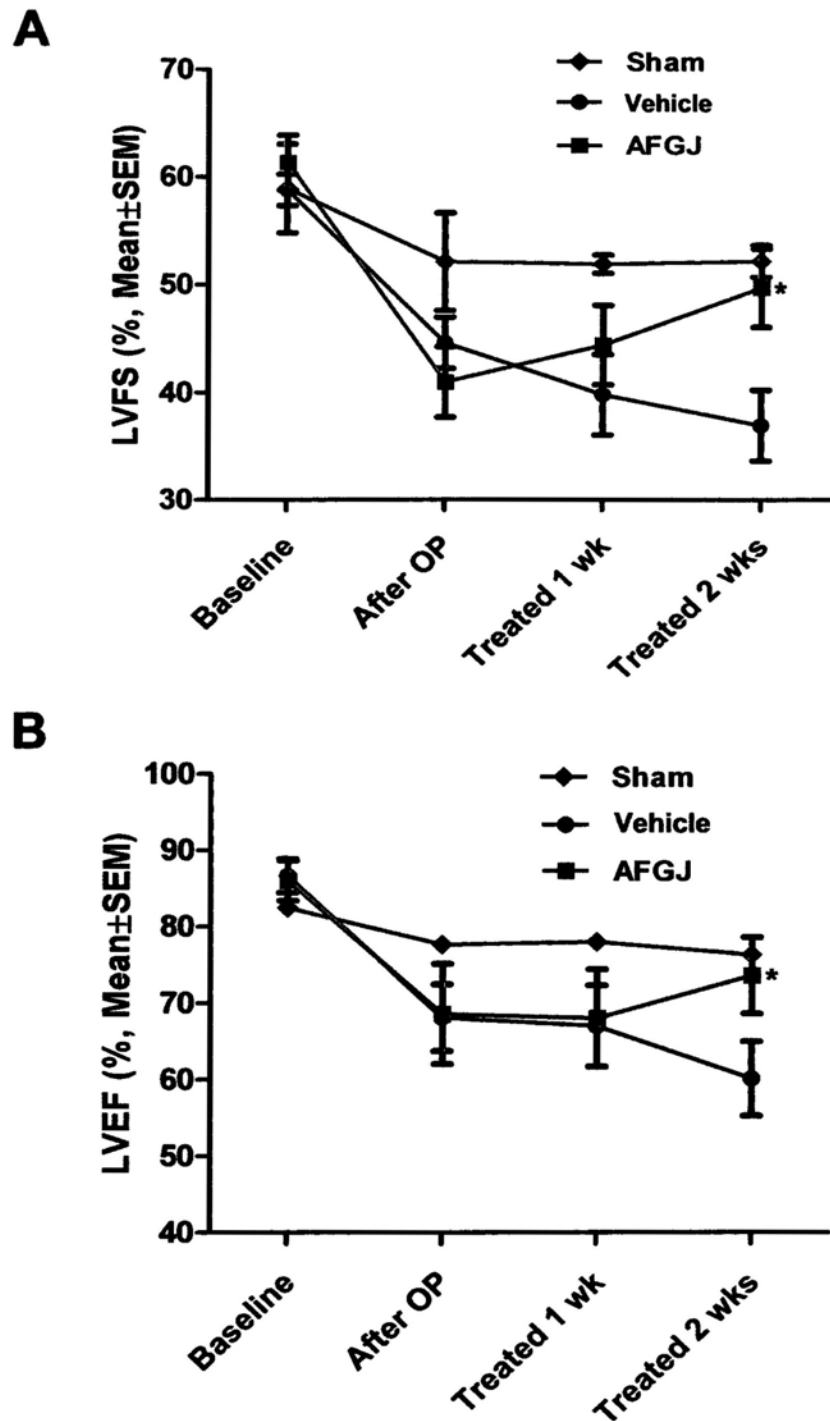 A
70
60
50
40
30
LVFS (%, Mean±SEM)
Sham
Vehicle
AFGJ
*
Baseline
After OP
Treated 1 wk
Treated 2 wks
B
100
90
80
70
60
50
40
LVEF (%, Mean±SEM)
Sham
Vehicle
AFGJ
*
Baseline
After OP
Treated 1 wk
Treated 2 wks